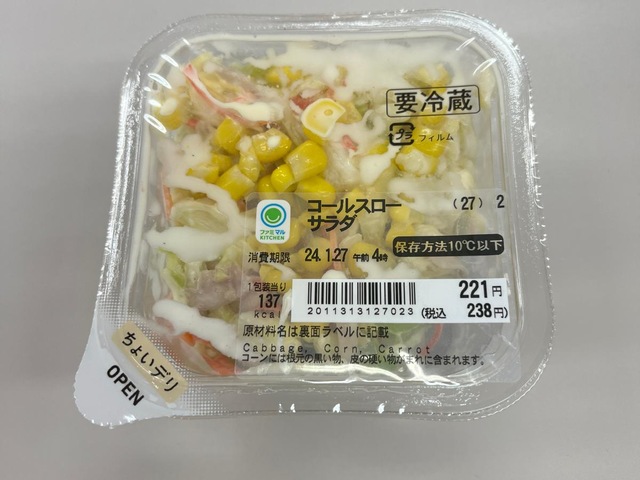 要冷蔵
プラ フィルム
コールスロー
サラダ
(27) 2
ファミマル
KITCHEN
消費期限 24.1.27 午前4時
保存方法10℃以下
1包装当り
137
kcal
2011313127023
221円
(税込 238円)
原材料名は裏面ラベルに記載
Cabbage, Corn, Carrot
コーンには根元の黒い物、皮の硬い物がまれに含まれます。
ちょいデリ
OPEN